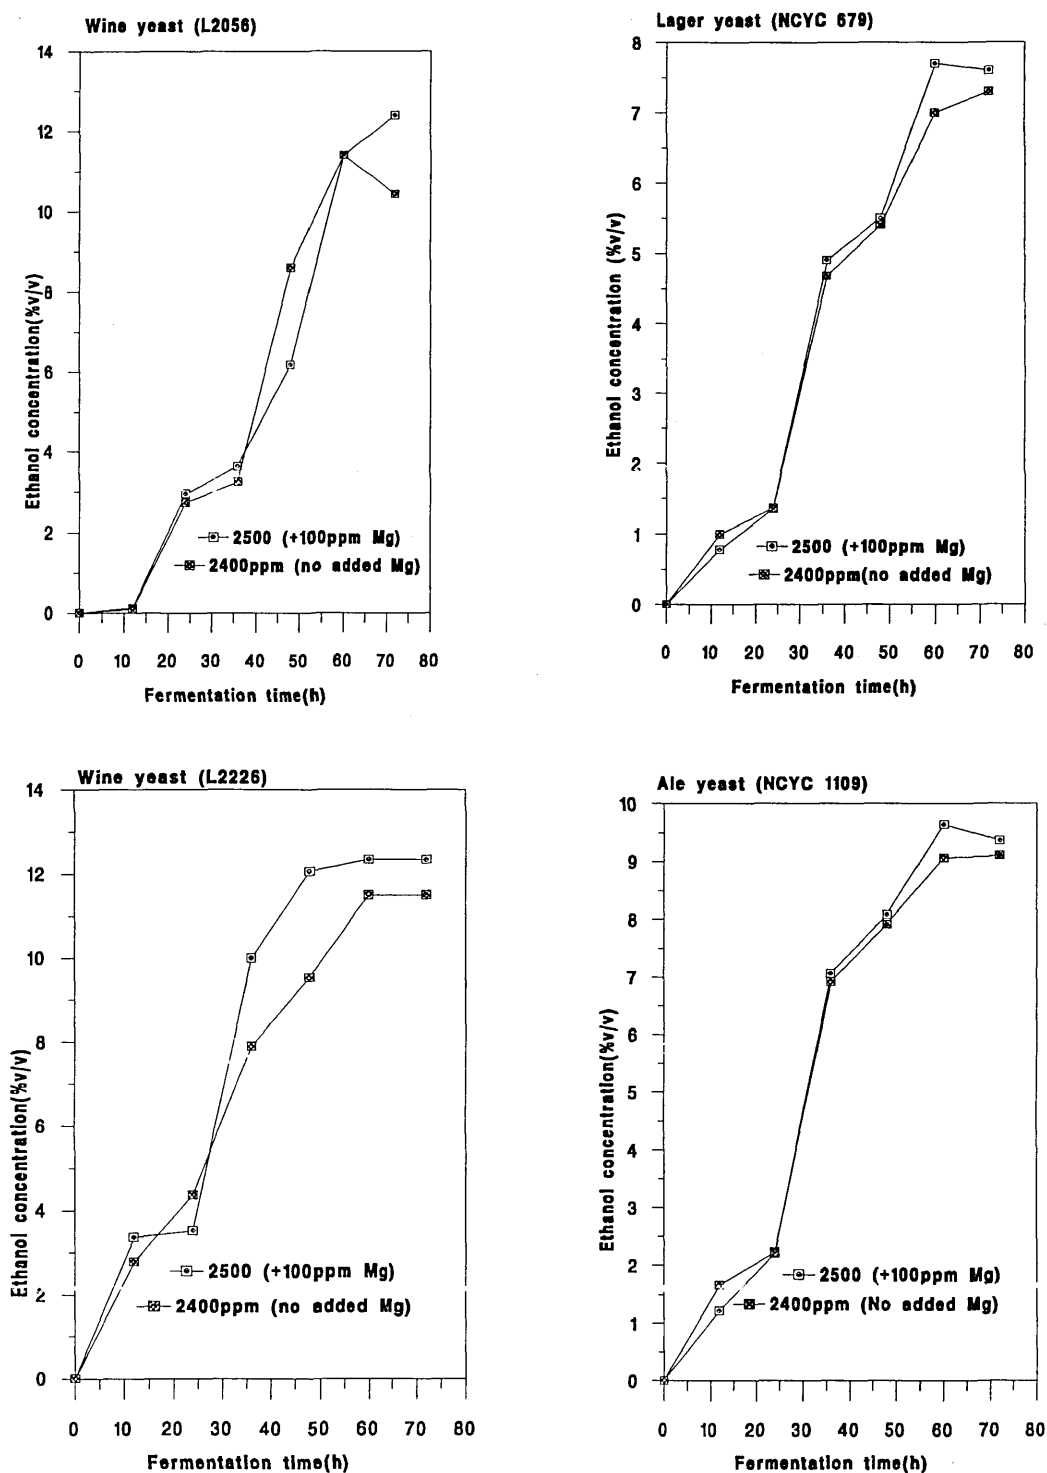 Wine yeast (L2056)
14
12
10
8
6
4
2
0
Ethanol concentration(%v/v)
2500 (+100ppm Mg)
2400ppm (no added Mg)
0 10 20 30 40 50 60 70 80
Fermentation time(h)
Lager yeast (NCYC 679)
8
7
6
5
4
3
2
1
0
Ethanol concentration (%v/v)
2500 (+100ppm Mg)
2400ppm(no added Mg)
0 10 20 30 40 50 60 70 80
Fermentation time(h)
Wine yeast (L2226)
14
12
10
8
6
4
2
0
Ethanol concentration(%v/v)
2500 (+100ppm Mg)
2400ppm (no added Mg)
0 10 20 30 40 50 60 70 80
Fermentation time(h)
Ale yeast (NCYC 1109)
10
9
8
7
6
5
4
3
2
1
0
Ethanol concentration(%v/v)
2500 (+100ppm Mg)
2400ppm (No added Mg)
0 10 20 30 40 50 60 70 80
Fermentation time(h)